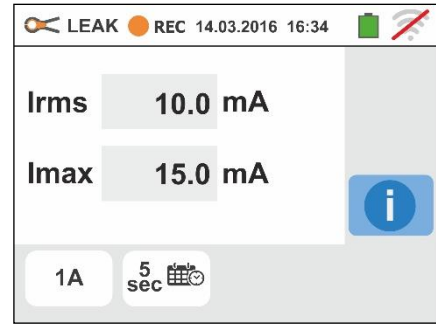 LEAK REC 14.03.2016 16:34
Irms 10.0 mA
Imax 15.0 mA
i
1A 5 sec